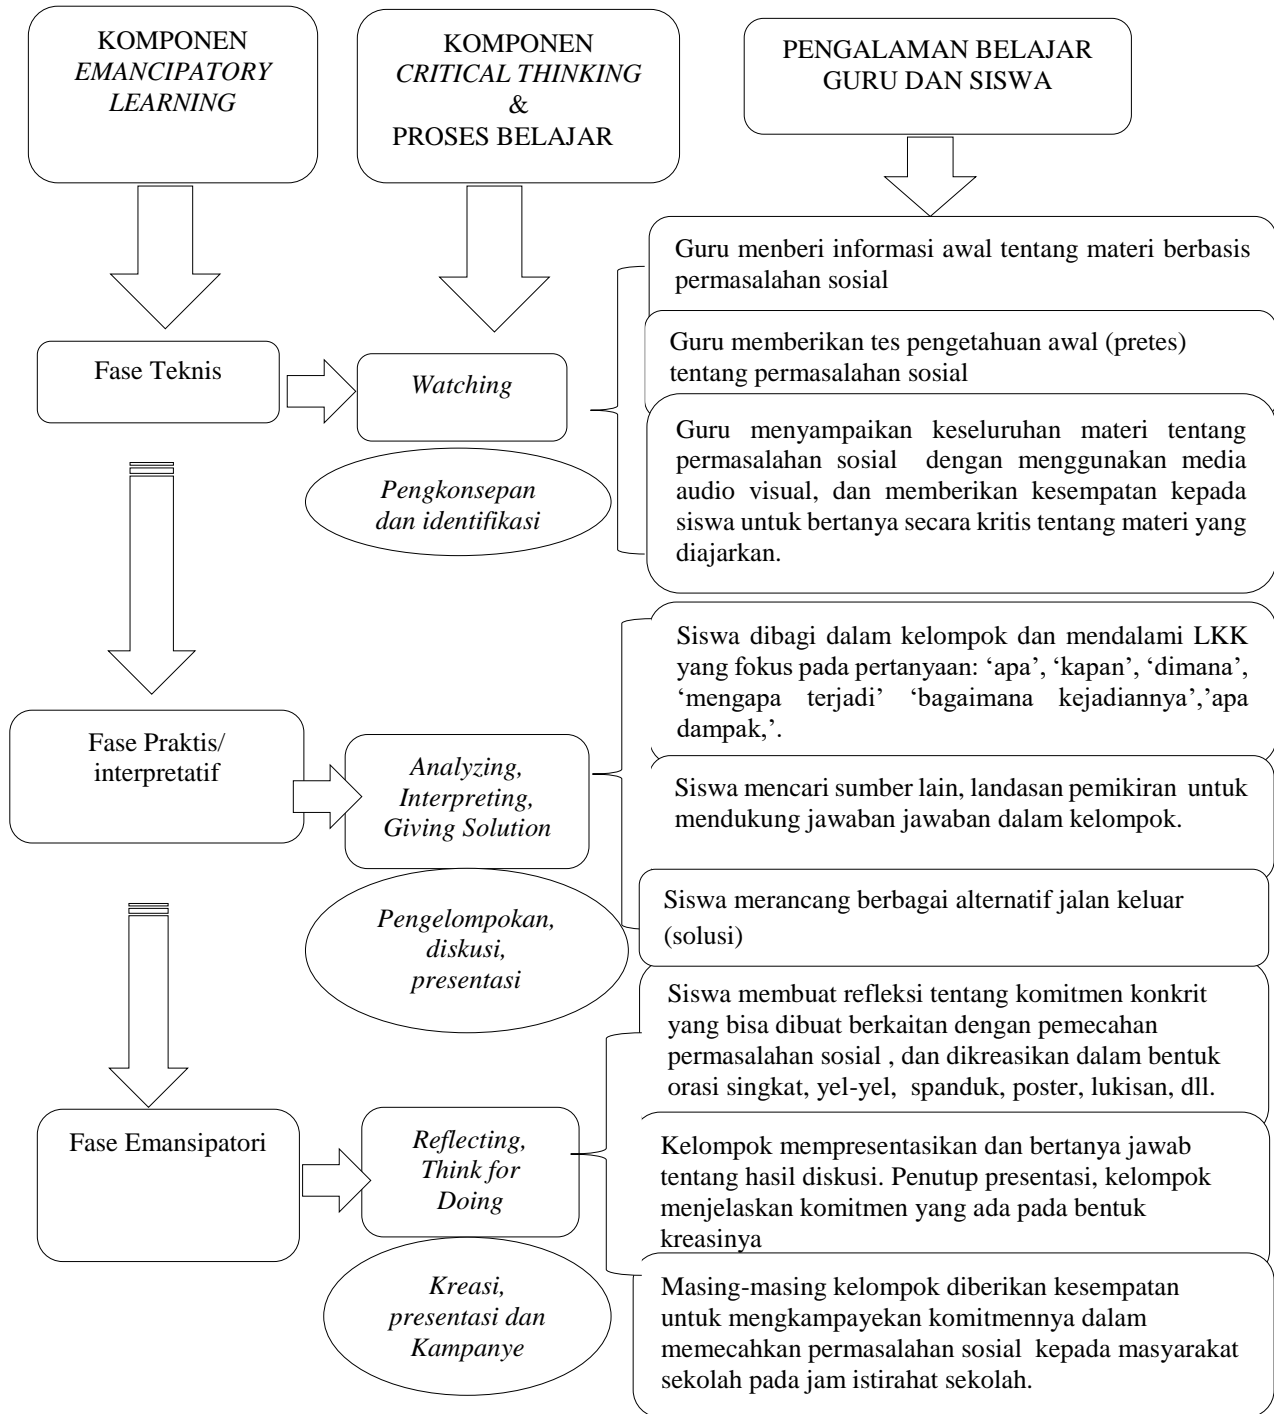 KOMPONEN
EMANCIPATORY
LEARNING
KOMPONEN
CRITICAL THINKING
&
PROSES BELAJAR
PENGALAMAN BELAJAR
GURU DAN SISWA
Fase Teknis
Watching
Pengkonsepan
dan identifikasi
Guru menberi informasi awal tentang materi berbasis
permasalahan sosial
Guru memberikan tes pengetahuan awal (pretes)
tentang permasalahan sosial
Guru menyampaikan keseluruhan materi tentang
permasalahan sosial dengan menggunakan media
audio visual, dan memberikan kesempatan kepada
siswa untuk bertanya secara kritis tentang materi yang
diajarkan.
Fase Praktis/
interpretatif
Analyzing,
Interpreting,
Giving Solution
Pengelompokan,
diskusi,
presentasi
Siswa dibagi dalam kelompok dan mendalami LKK
yang fokus pada pertanyaan: ‘apa’, ‘kapan’, ‘dimana’,
‘mengapa terjadi’ ‘bagaimana kejadiannya’,’apa
dampak,’.
Siswa mencari sumber lain, landasan pemikiran untuk
mendukung jawaban jawaban dalam kelompok.
Siswa merancang berbagai alternatif jalan keluar
(solusi)
Fase Emansipatori
Reflecting,
Think for
Doing
Kreasi,
presentasi dan
Kampanye
Siswa membuat refleksi tentang komitmen konkrit
yang bisa dibuat berkaitan dengan pemecahan
permasalahan sosial , dan dikreasikan dalam bentuk
orasi singkat, yel-yel, spanduk, poster, lukisan, dll.
Kelompok mempresentasikan dan bertanya jawab
tentang hasil diskusi. Penutup presentasi, kelompok
menjelaskan komitmen yang ada pada bentuk
kreasinya
Masing-masing kelompok diberikan kesempatan
untuk mengkampayekan komitmennya dalam
memecahkan permasalahan sosial kepada masyarakat
sekolah pada jam istirahat sekolah.